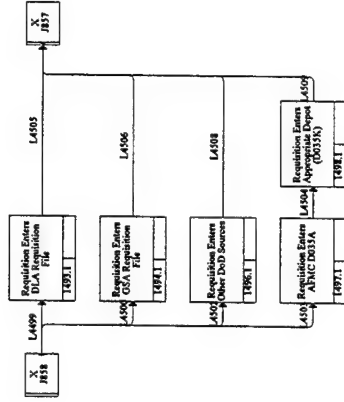 X
J858
L4499
L4500
L4502
L4503
Requisition Enters
DLA Requisition
File
1493.1
Requisition Enters
GSA Requisition
File
1494.1
Requisition Enters
Other DoD Sources
1496.1
Requisition Enters
AFMC D035A
1497.1
L4504
Requisition Enters
Appropriate Depot
(D035K)
1498.1
L4505
L4506
L4508
L4509
X
J857